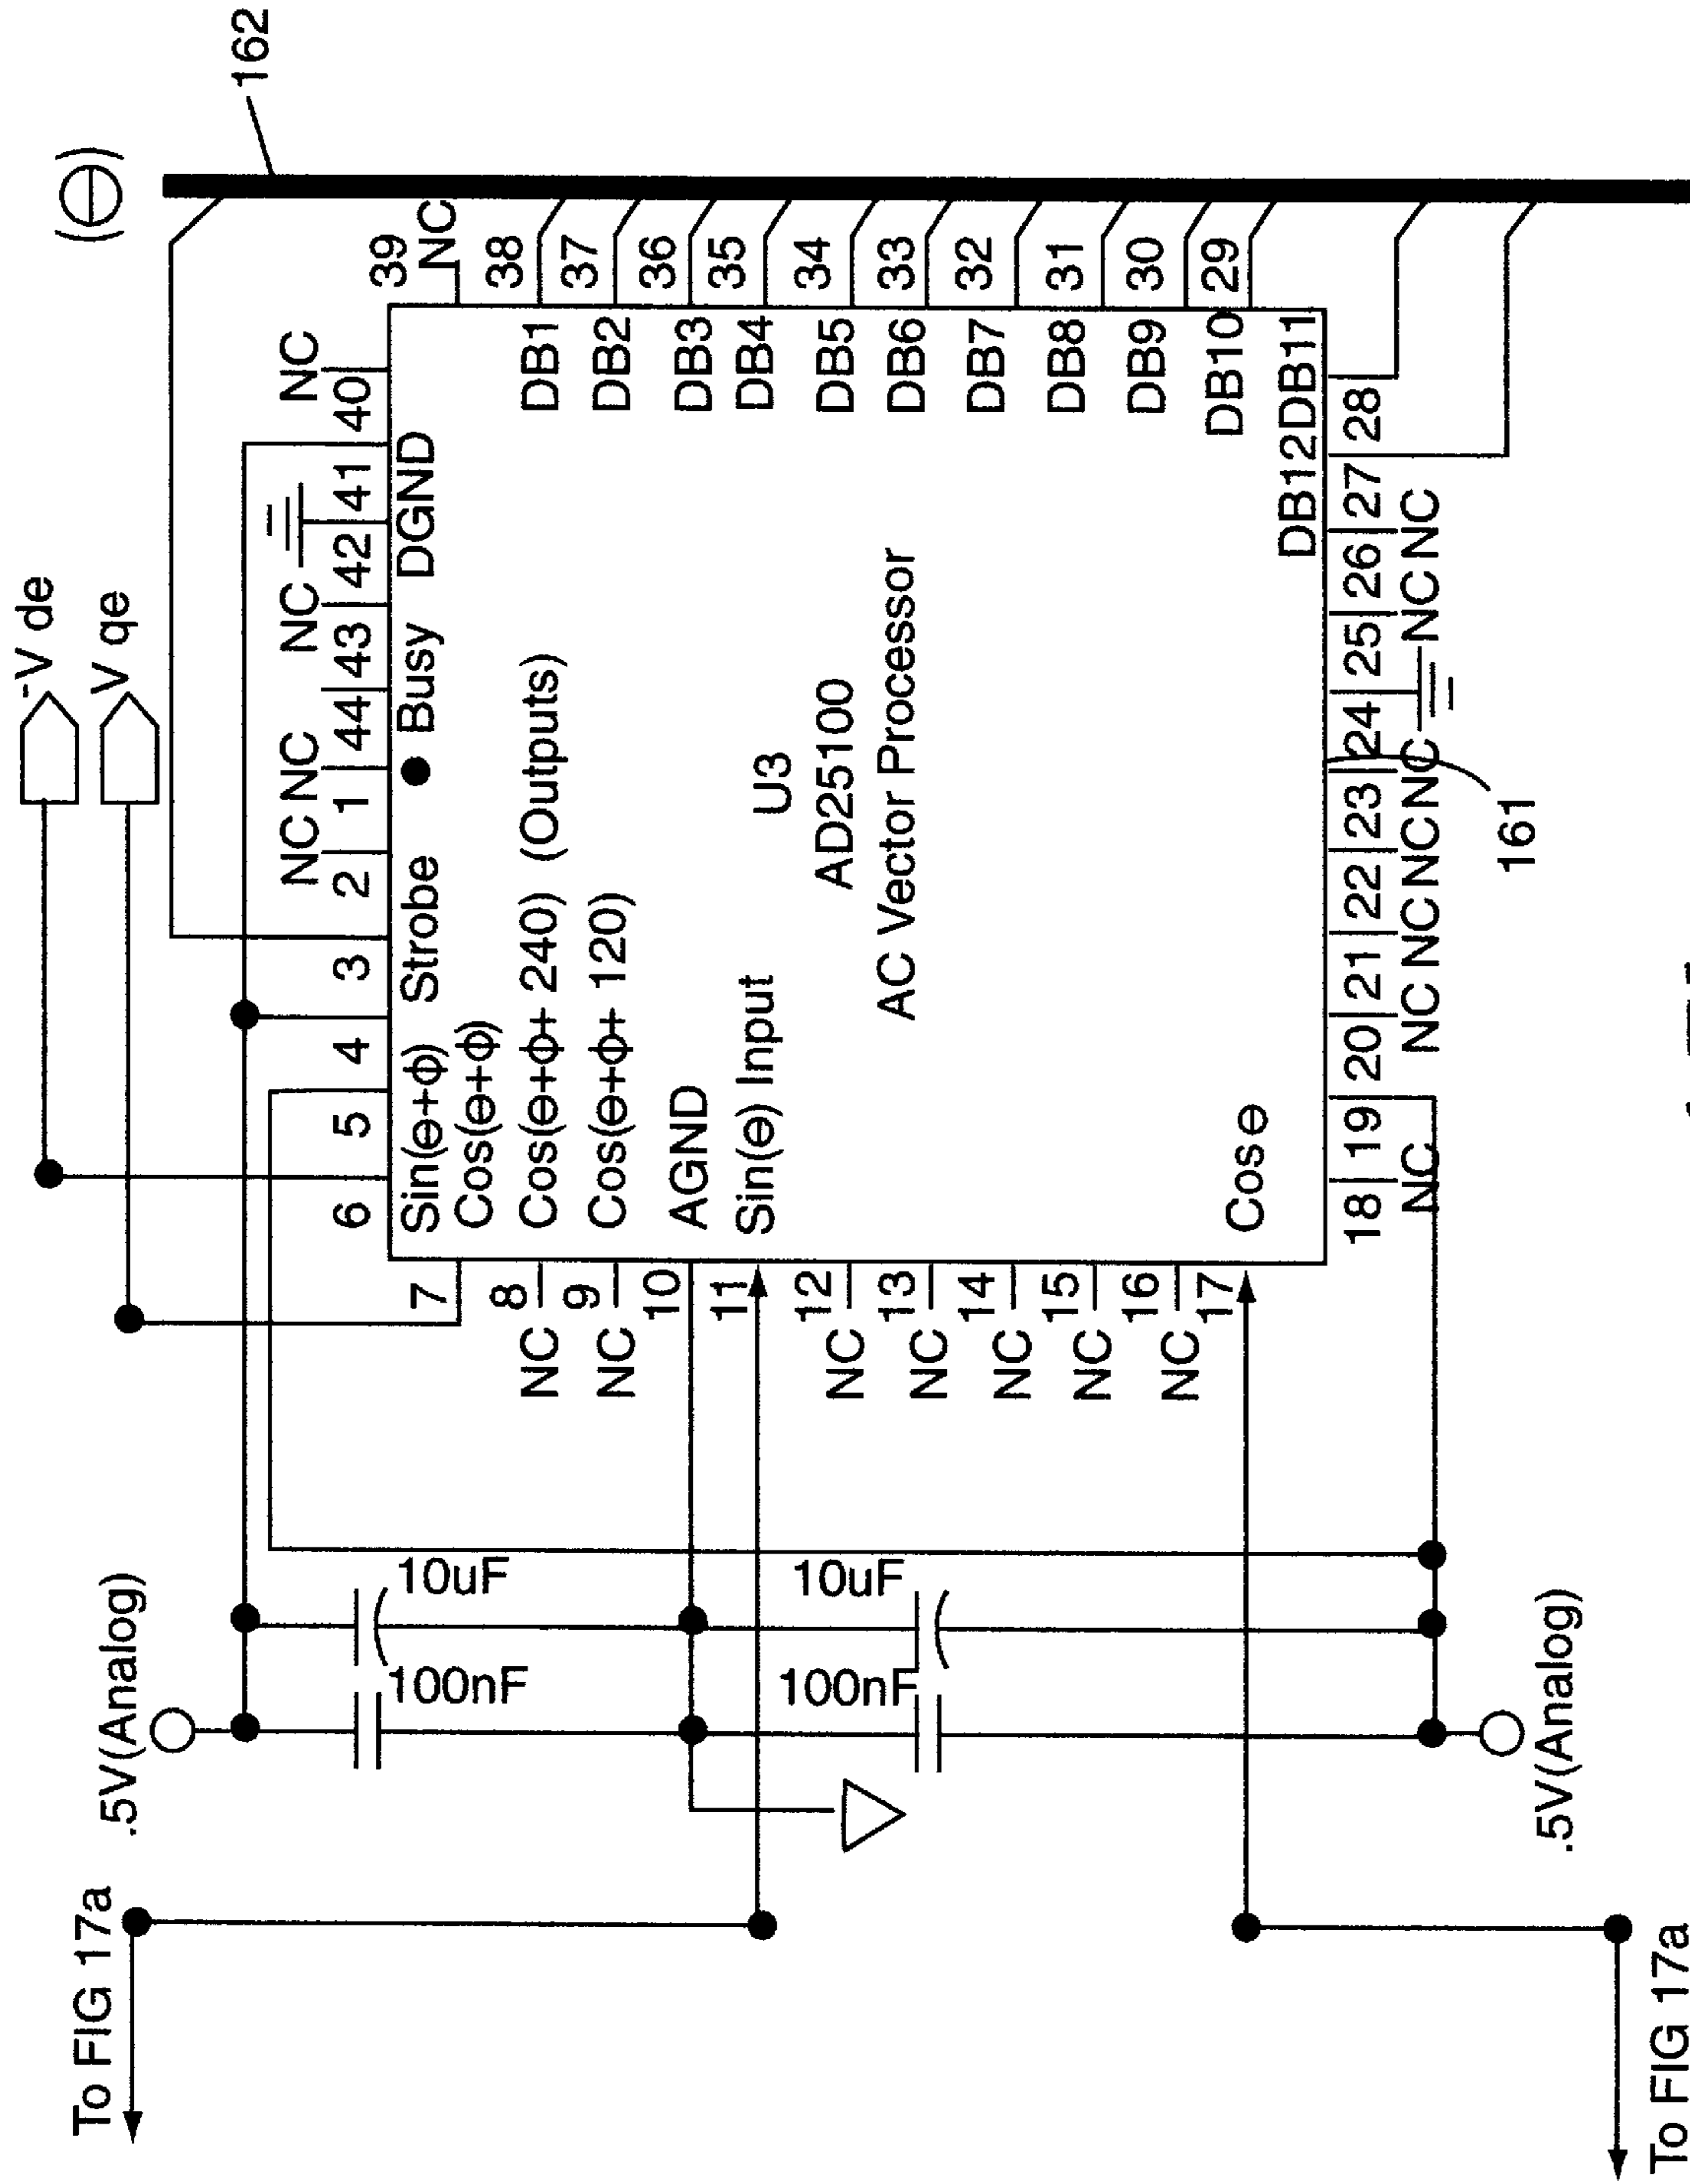 -V de
V qe
(Θ)
162
To FIG 17a
.5V(Analog)
10uF
100nF
10uF
100nF
.5V(Analog)
To FIG 17a
6
5
4
3
2
1
44
43
42
41
40
NC
NC
NC
NC
39
NC
Sin(Θ+Φ)
Strobe
Busy
DGND
Cos(Θ+Φ)
Cos(Θ+Φ+ 240) (Outputs)
Cos(Θ+Φ+ 120)
AGND
Sin(Θ) Input
U3
AD25100
AC Vector Processor
CosΘ
7
8
NC
9
NC
10
11
12
NC
13
NC
14
NC
15
NC
16
NC
17
DB1
38
DB2
37
DB3
36
DB4
35
DB5
34
DB6
33
DB7
32
DB8
31
DB9
30
DB10
29
DB12
DB11
18
19
20
21
22
23
24
25
26
27
28
NC
NC
NC
NC
NC
NC
NC
NC
161